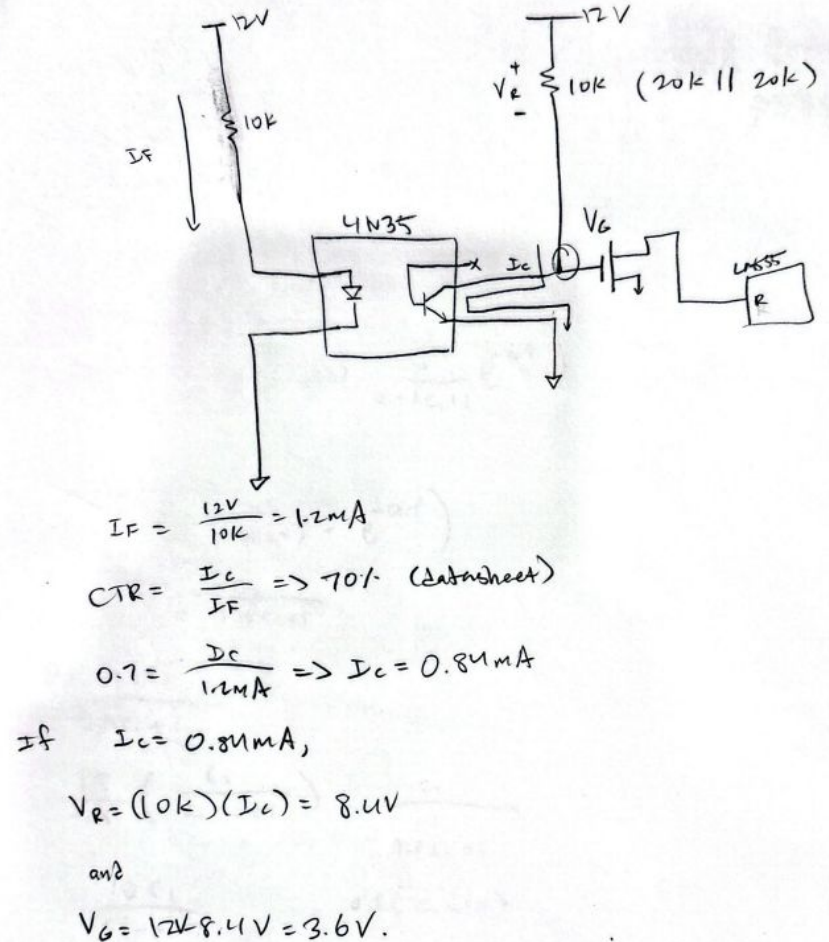 12V
12V
VR + - 10k (20k || 20k)
10k
IF
4N35
VG
x Ic
LM555
R
IF = 12V / 10k = 1.2mA
CTR = Ic / IF => 70% (datasheet)
0.7 = Ic / 1.2mA => Ic = 0.84mA
If Ic = 0.84mA,
VR = (10k)(Ic) = 8.4V
and
VG = 12V-8.4V = 3.6V.